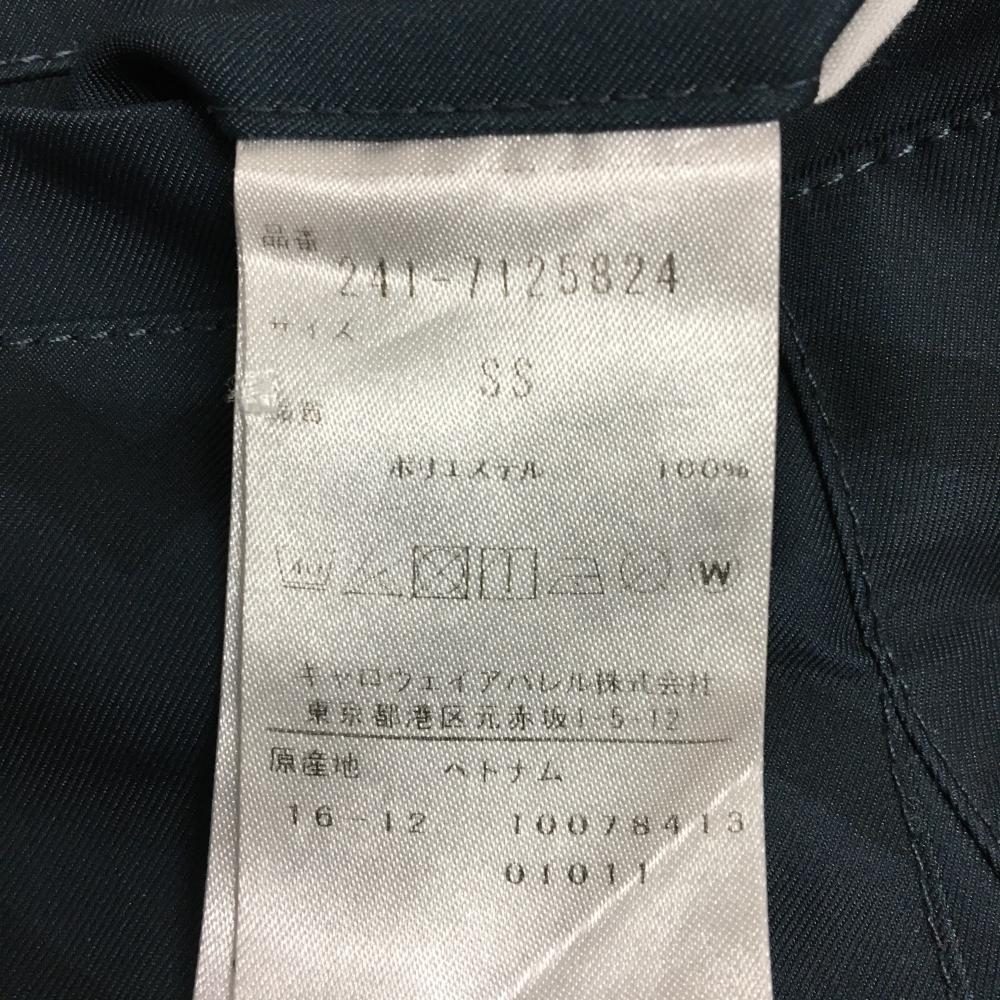 品番
241-7125824
サイズ
SS
ポリエステル 100%
40
W
キャロウェイアパレル株式会社
東京都港区元赤坂1-5-12
原産地 ベトナム
16-12 10078413
01011